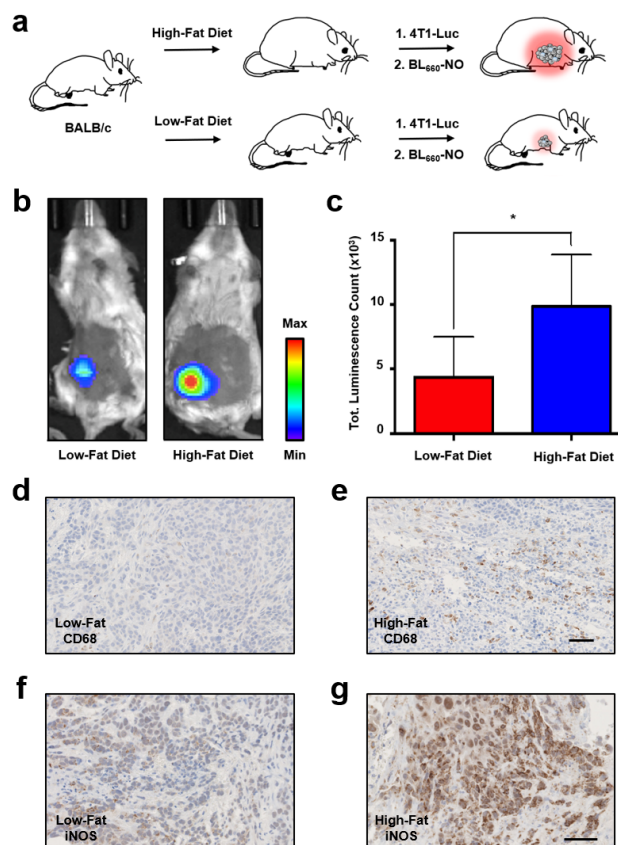 a
High-Fat Diet
1. 4T1-Luc
2. BL660-NO
BALB/c
Low-Fat Diet
1. 4T1-Luc
2. BL660-NO
b
Max
Min
Low-Fat Diet
High-Fat Diet
c
*
Tot. Luminescence Count (x10³)
15
10
5
0
Low-Fat Diet
High-Fat Diet
d
Low-Fat
CD68
e
High-Fat
CD68
f
Low-Fat
iNOS
g
High-Fat
iNOS